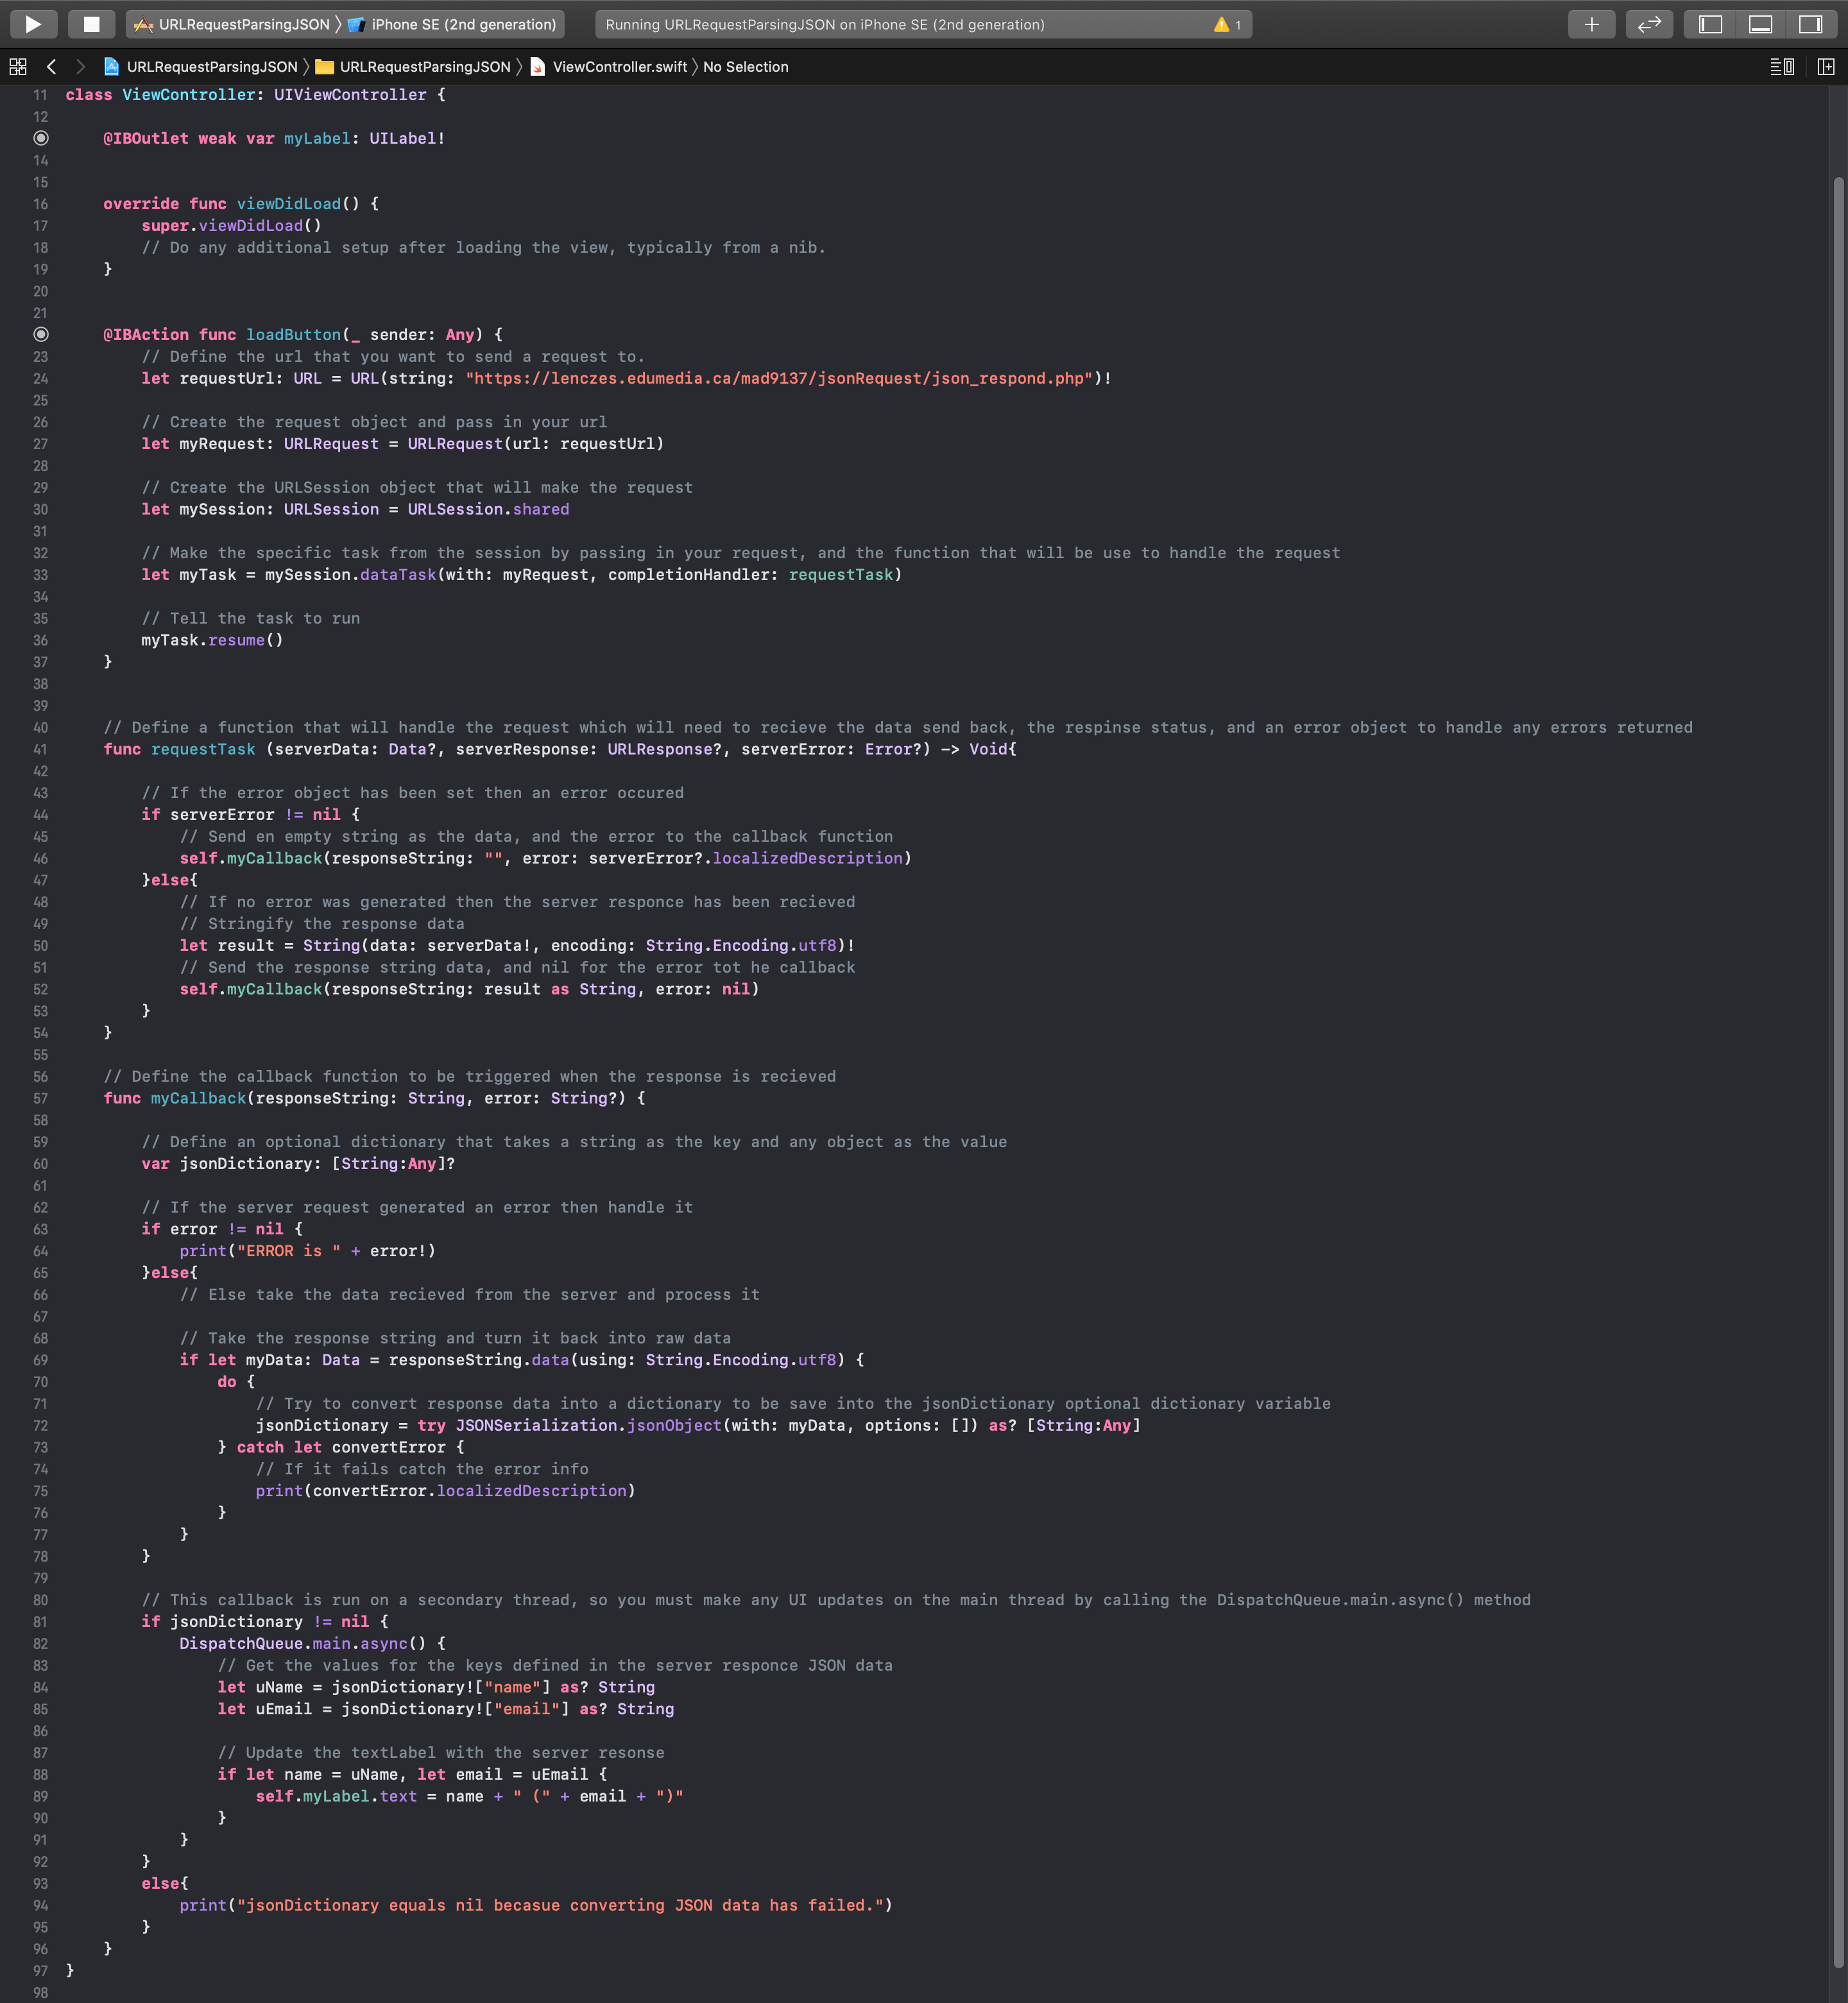 URLRequestParsingJSON iPhone SE (2nd generation) Running URLRequestParsingJSON on iPhone SE (2nd generation) 1
URLRequestParsingJSON URLRequestParsingJSON ViewController.swift No Selection
11 class ViewController: UIViewController {
12
@IBOutlet weak var myLabel: UILabel!
14
15
16 override func viewDidLoad() {
17 super.viewDidLoad()
18 // Do any additional setup after loading the view, typically from a nib.
19 }
20
21
@IBAction func loadButton(_ sender: Any) {
23 // Define the url that you want to send a request to.
24 let requestUrl: URL = URL(string: "https://lenczes.edumedia.ca/mad9137/jsonRequest/json_respond.php")!
25
26 // Create the request object and pass in your url
27 let myRequest: URLRequest = URLRequest(url: requestUrl)
28
29 // Create the URLSession object that will make the request
30 let mySession: URLSession = URLSession.shared
31
32 // Make the specific task from the session by passing in your request, and the function that will be use to handle the request
33 let myTask = mySession.dataTask(with: myRequest, completionHandler: requestTask)
34
35 // Tell the task to run
36 myTask.resume()
37 }
38
39
40 // Define a function that will handle the request which will need to recieve the data send back, the respinse status, and an error object to handle any errors returned
41 func requestTask (serverData: Data?, serverResponse: URLResponse?, serverError: Error?) -> Void{
42
43 // If the error object has been set then an error occured
44 if serverError != nil {
45 // Send en empty string as the data, and the error to the callback function
46 self.myCallback(responseString: "", error: serverError?.localizedDescription)
47 }else{
48 // If no error was generated then the server responce has been recieved
49 // Stringify the response data
50 let result = String(data: serverData!, encoding: String.Encoding.utf8)!
51 // Send the response string data, and nil for the error tot he callback
52 self.myCallback(responseString: result as String, error: nil)
53 }
54 }
55
56 // Define the callback function to be triggered when the response is recieved
57 func myCallback(responseString: String, error: String?) {
58
59 // Define an optional dictionary that takes a string as the key and any object as the value
60 var jsonDictionary: [String:Any]?
61
62 // If the server request generated an error then handle it
63 if error != nil {
64 print("ERROR is " + error!)
65 }else{
66 // Else take the data recieved from the server and process it
67
68 // Take the response string and turn it back into raw data
69 if let myData: Data = responseString.data(using: String.Encoding.utf8) {
70 do {
71 // Try to convert response data into a dictionary to be save into the jsonDictionary optional dictionary variable
72 jsonDictionary = try JSONSerialization.jsonObject(with: myData, options: []) as? [String:Any]
73 } catch let convertError {
74 // If it fails catch the error info
75 print(convertError.localizedDescription)
76 }
77 }
78 }
79
80 // This callback is run on a secondary thread, so you must make any UI updates on the main thread by calling the DispatchQueue.main.async() method
81 if jsonDictionary != nil {
82 DispatchQueue.main.async() {
83 // Get the values for the keys defined in the server responce JSON data
84 let uName = jsonDictionary!["name"] as? String
85 let uEmail = jsonDictionary!["email"] as? String
86
87 // Update the textLabel with the server resonse
88 if let name = uName, let email = uEmail {
89 self.myLabel.text = name + " (" + email + ")"
90 }
91 }
92 }
93 else{
94 print("jsonDictionary equals nil becasue converting JSON data has failed.")
95 }
96 }
97 }
98